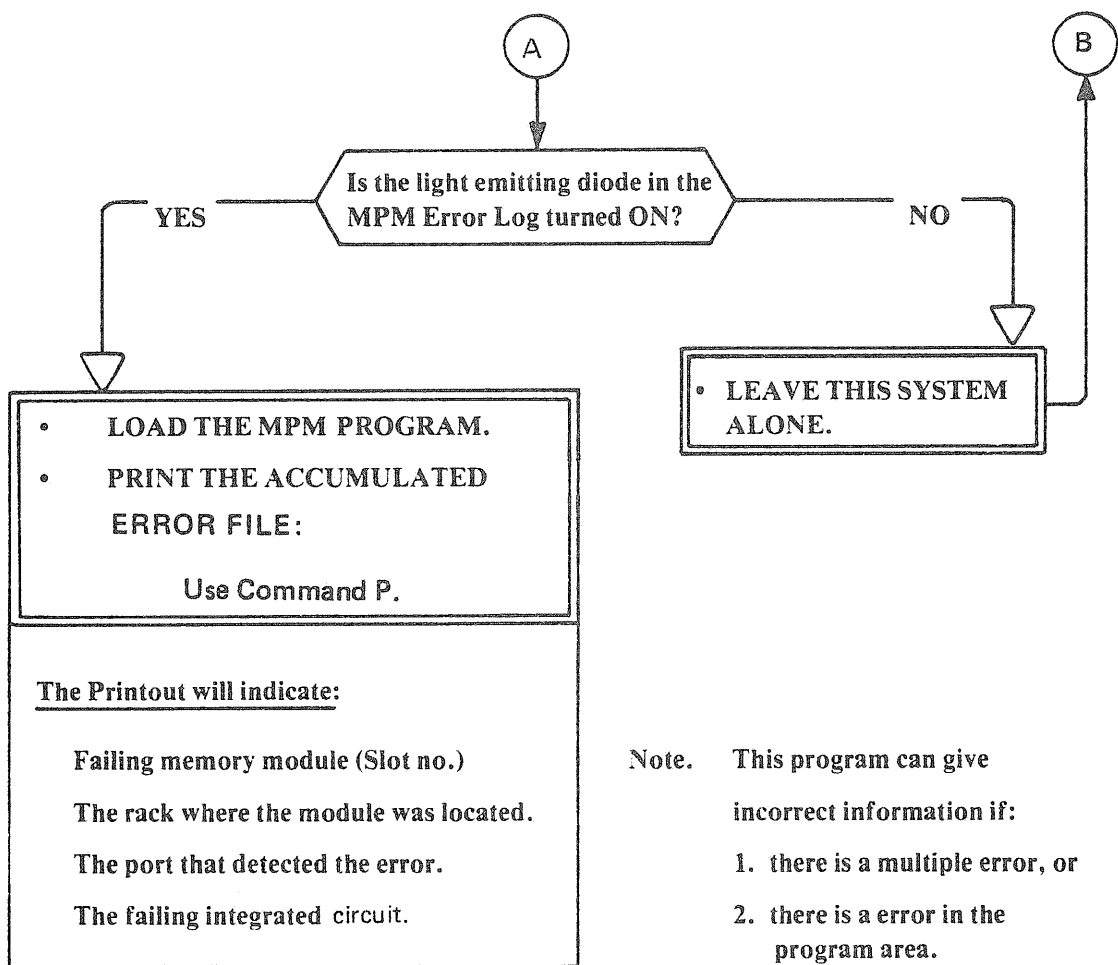 A
B
Is the light emitting diode in the
MPM Error Log turned ON?
YES
NO
• LEAVE THIS SYSTEM
ALONE.
• LOAD THE MPM PROGRAM.
• PRINT THE ACCUMULATED
ERROR FILE:
Use Command P.
The Printout will indicate:
Failing memory module (Slot no.)
The rack where the module was located.
The port that detected the error.
The failing integrated circuit.
Note. This program can give
incorrect information if:
1. there is a multiple error, or
2. there is a error in the
program area.